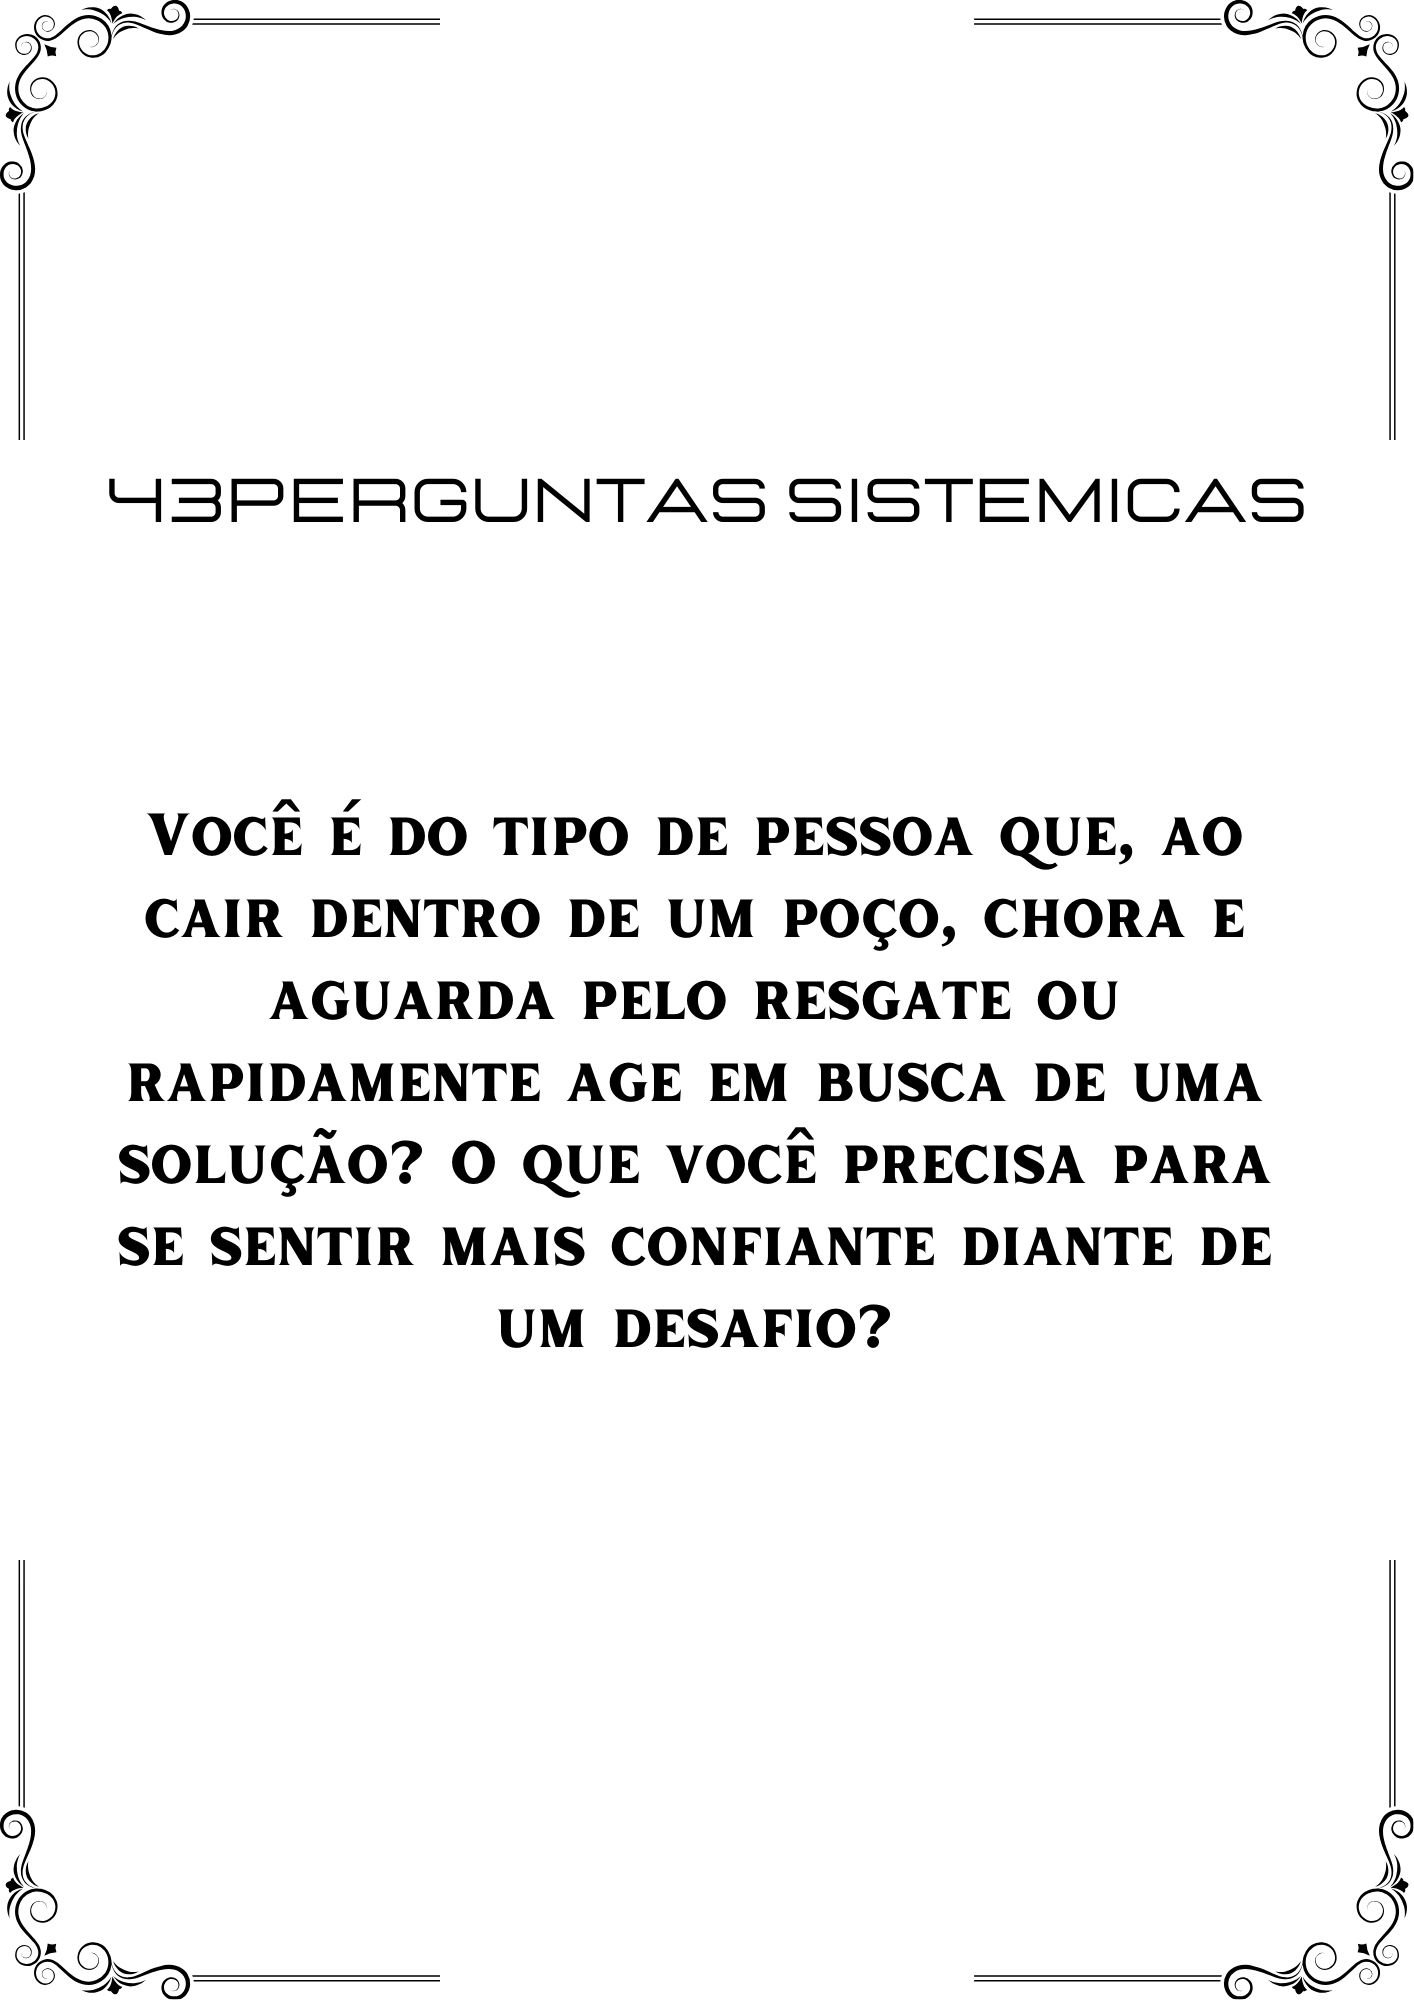 43PERGUNTAS SISTEMICAS
Você é do tipo de pessoa que, ao
cair dentro de um poço, chora e
aguarda pelo resgate ou
rapidamente age em busca de uma
solução? O que você precisa para
se sentir mais confiante diante de
um desafio?